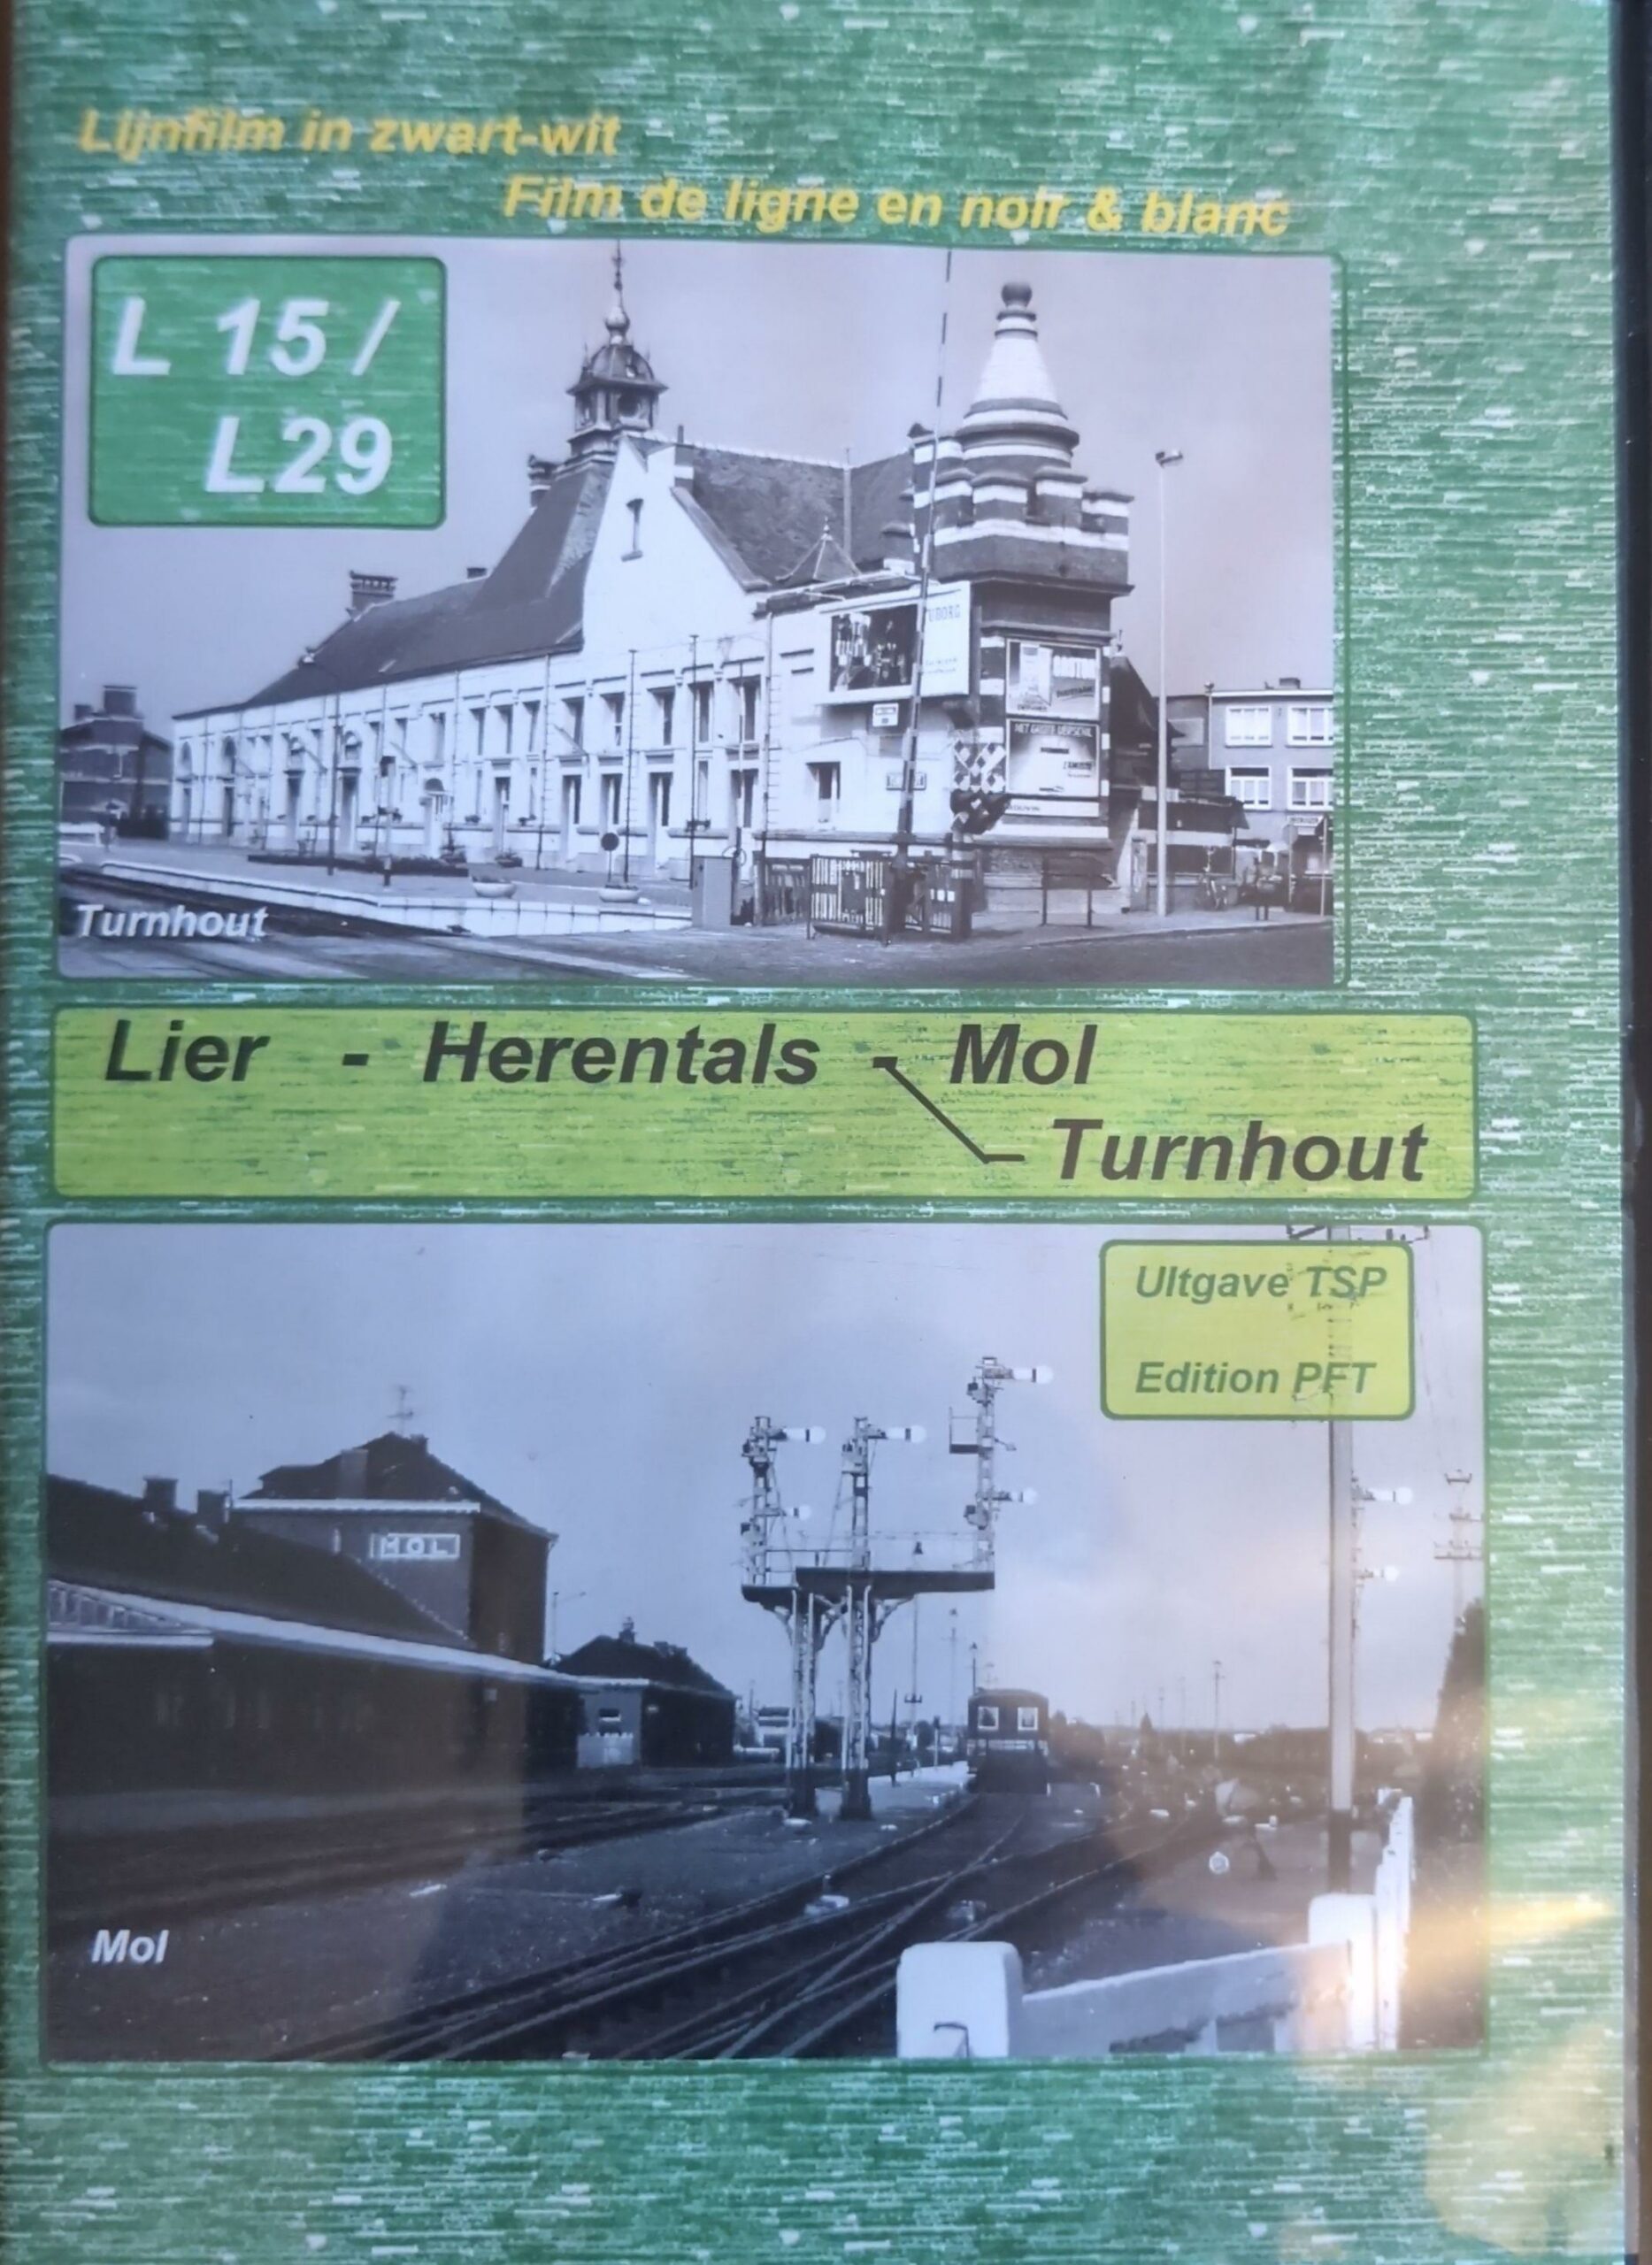 Lijnfilm in zwart-wit
Film de ligne en noir & blanc
L 15 /
L29
Turnhout
Lier - Herentals - Mol
Turnhout
Uitgave TSP
Edition PFT
MOL
Mol